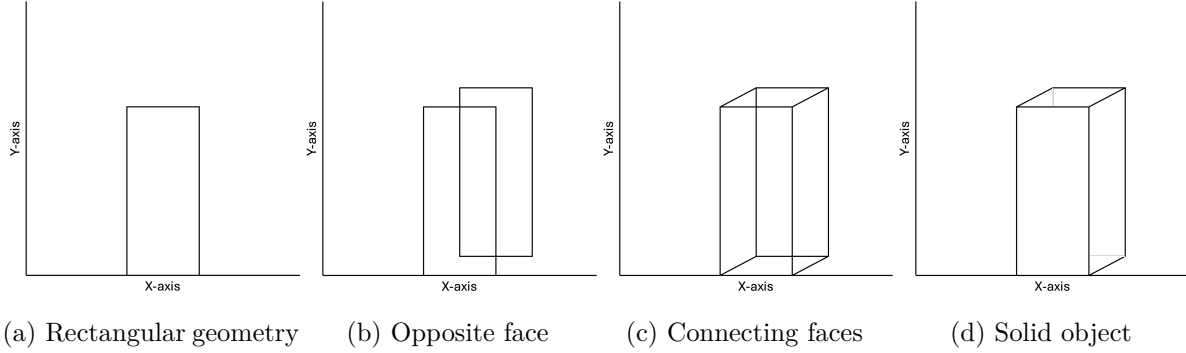 Y-axis
X-axis
(a) Rectangular geometry
Y-axis
X-axis
(b) Opposite face
Y-axis
X-axis
(c) Connecting faces
Y-axis
X-axis
(d) Solid object